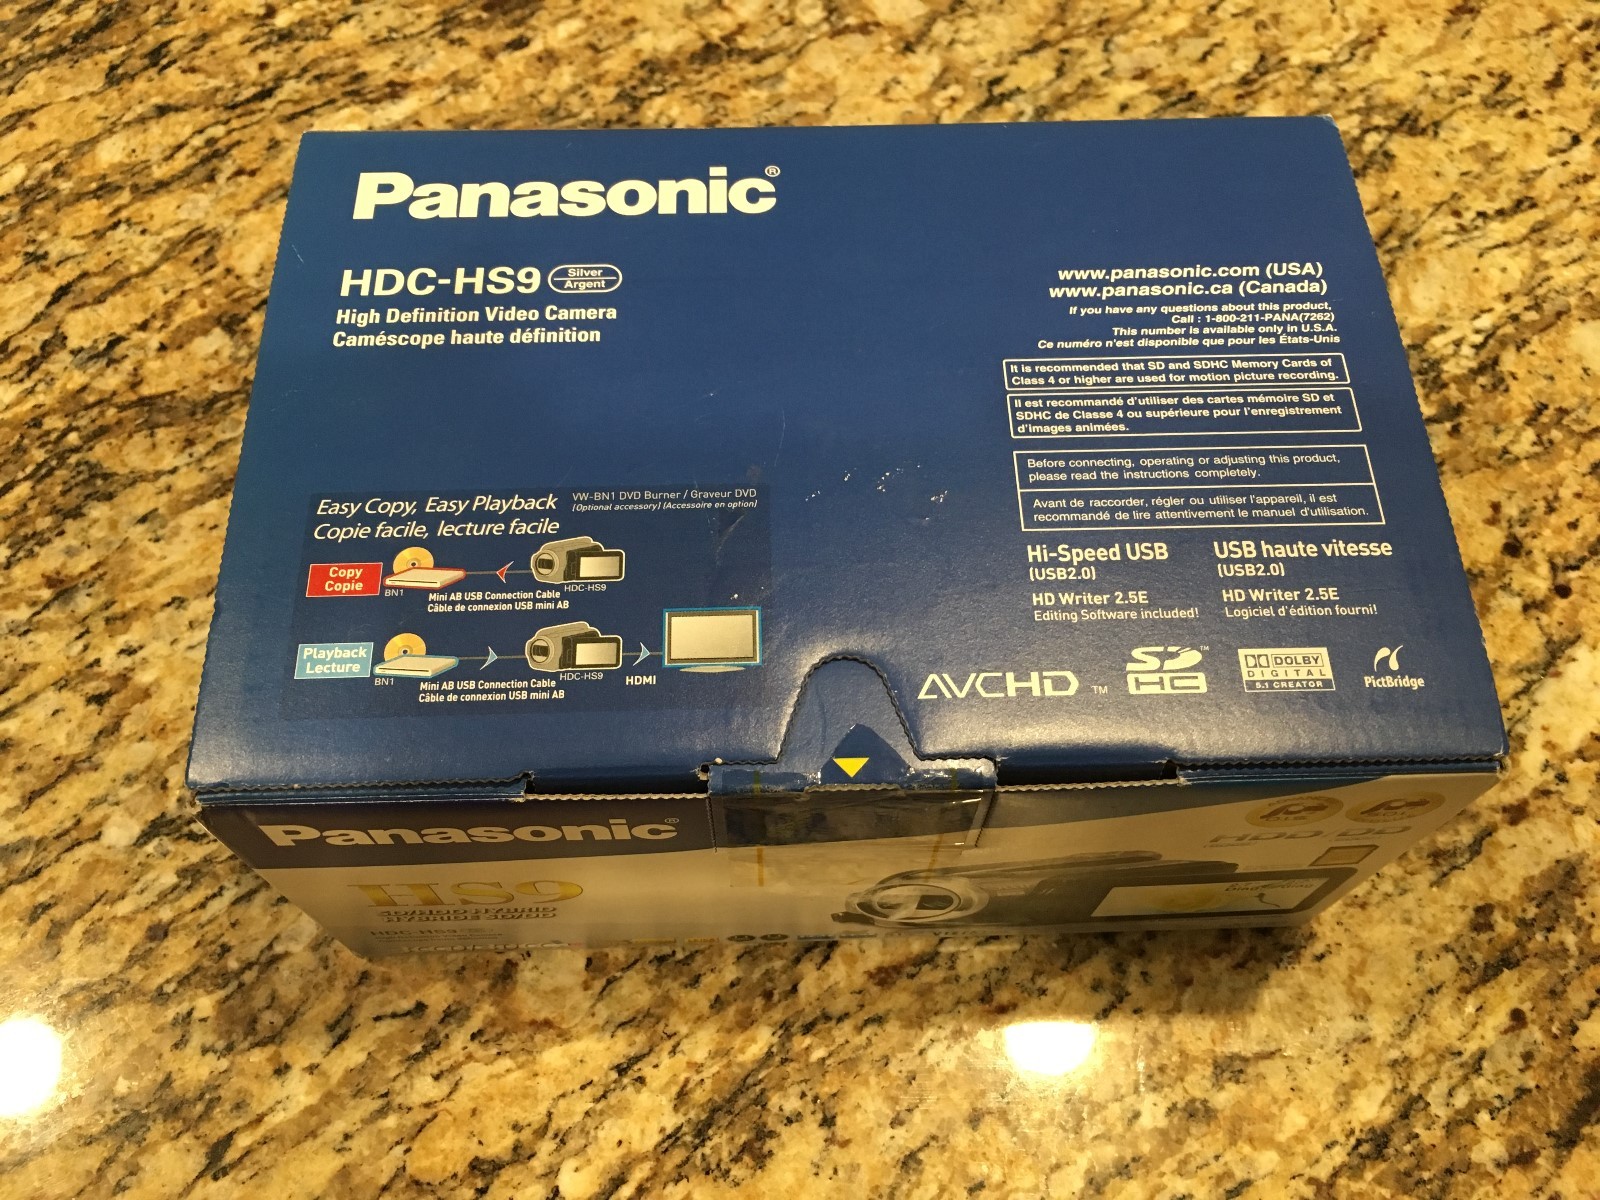 Panasonic®
HDC-HS9 Silver
Argent
High Definition Video Camera
Caméscope haute définition
www.panasonic.com (USA)
www.panasonic.ca (Canada)
If you have any questions about this product,
Call : 1-800-211-PANA(7262)
This number is available only in U.S.A.
Ce numéro n'est disponible que pour les États-Unis
It is recommended that SD and SDHC Memory Cards of
Class 4 or higher are used for motion picture recording.
Il est recommandé d'utiliser des cartes mémoire SD et
SDHC de Classe 4 ou supérieure pour l'enregistrement
d'images animées.
Before connecting, operating or adjusting this product,
please read the instructions completely.
Avant de raccorder, régler ou utiliser l'appareil, il est
recommandé de lire attentivement le manuel d'utilisation.
Easy Copy, Easy Playback
Copie facile, lecture facile
VW-BN1 DVD Burner / Graveur DVD
(Optional accessory) (Accessoire en option)
Copy
Copie
BN1
Mini AB USB Connection Cable
Câble de connexion USB mini AB
HDC-HS9
Playback
Lecture
BN1
Mini AB USB Connection Cable
Câble de connexion USB mini AB
HDC-HS9
HDMI
Hi-Speed USB
(USB2.0)
HD Writer 2.5E
Editing Software included!
USB haute vitesse
(USB2.0)
HD Writer 2.5E
Logiciel d'édition fourni!
AVCHD ™
SD™
HC
DOLBY
DIGITAL
5.1 CREATOR
PictBridge
Panasonic®
HS9
HDC-HS9